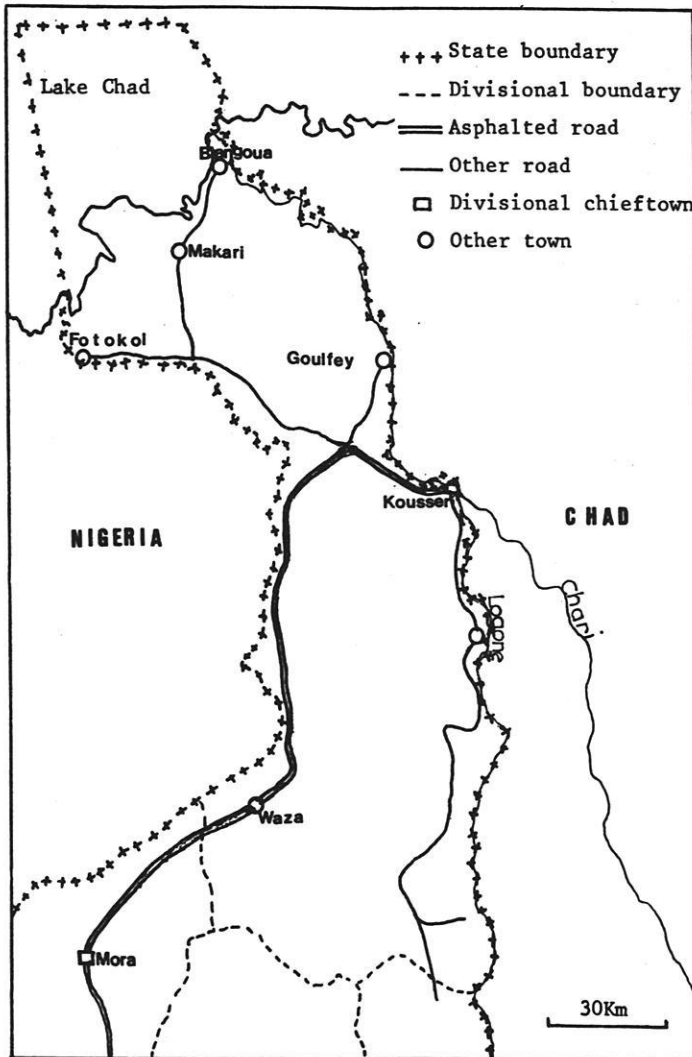 +++ State boundary
Lake Chad
--- Divisional boundary
Asphalted road
Other road
Blangoua
Divisional chieftown
Makari
Other town
Fotokol
Goulfey
Kousseri
NIGERIA
CHAD
Chari
Logone
Waza
Mora
30Km